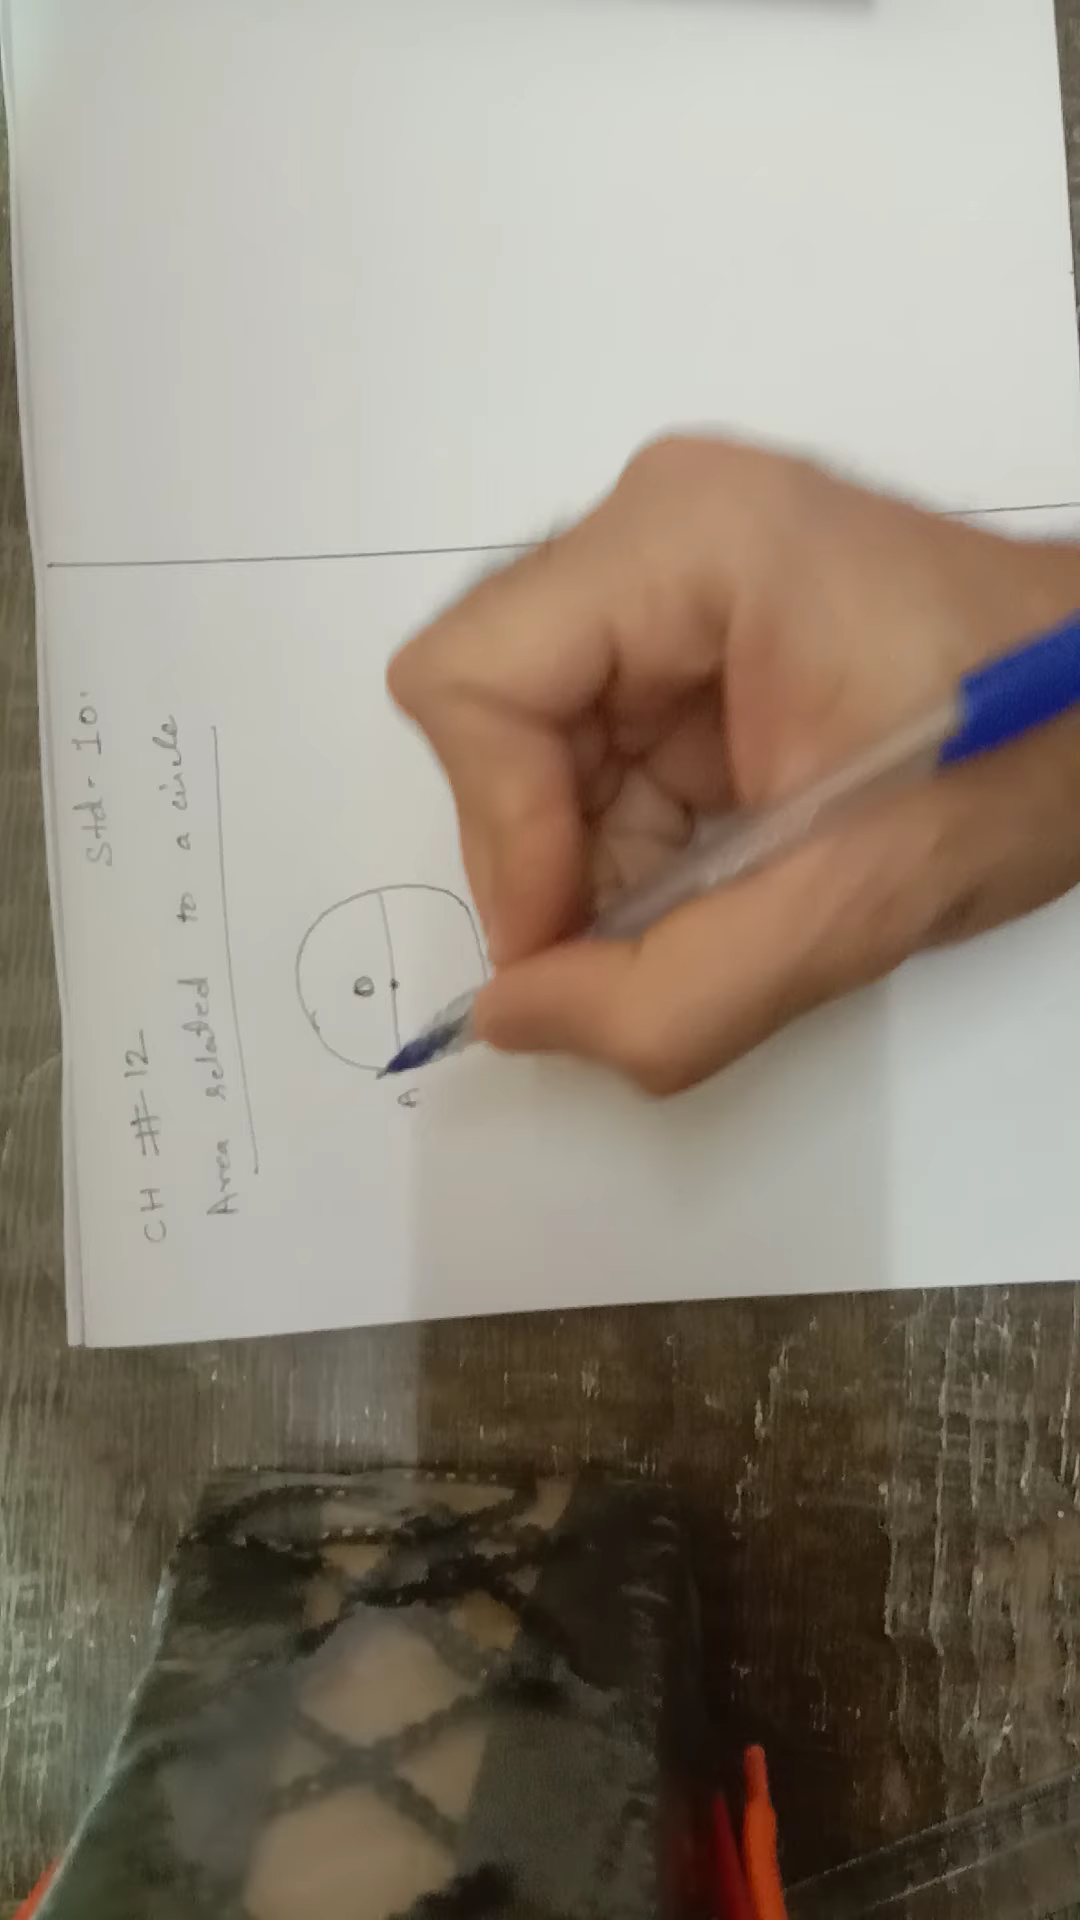 Std - 10.
CH # 12
Area related to a circle
O
A